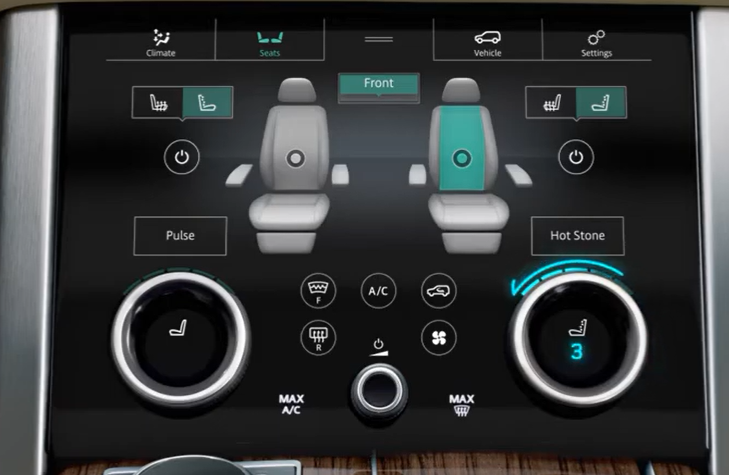 Climate
Seats
Vehicle
Settings
Front
Pulse
Hot Stone
F
A/C
R
3
MAX
A/C
MAX